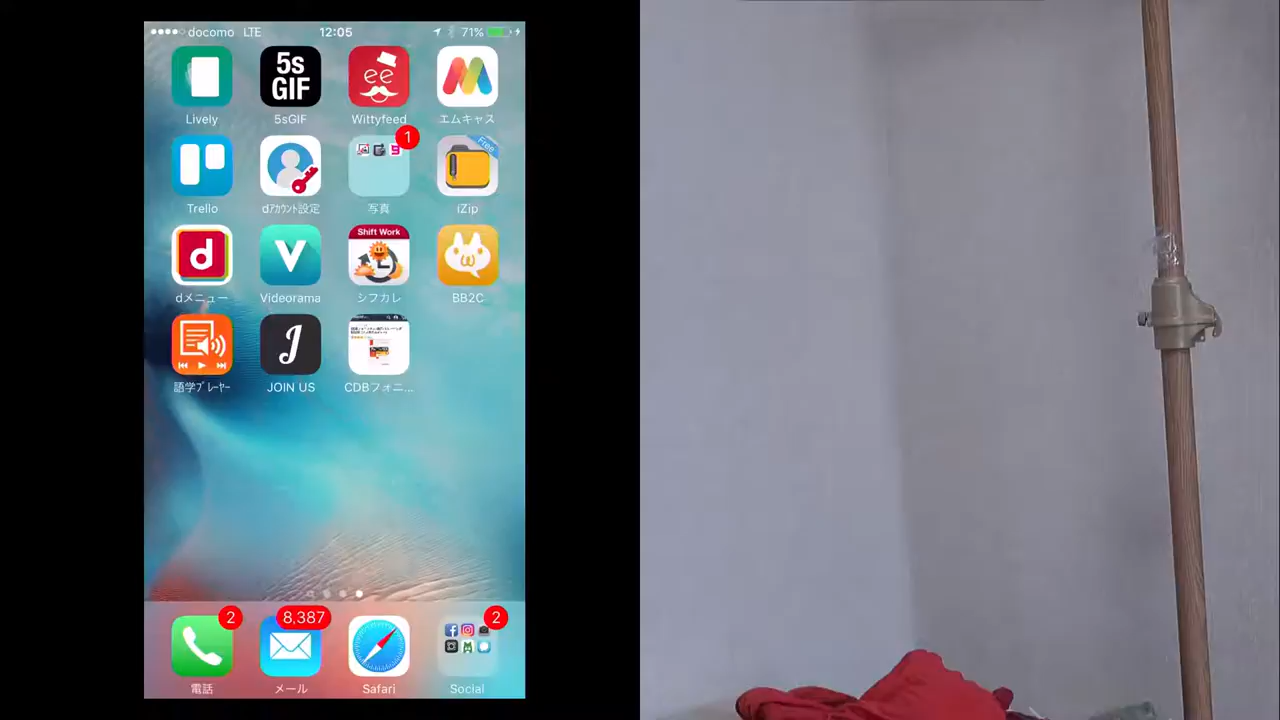 docomo LTE 12:05 71%
5s GIF
ee
Lively 5sGIF Wittyfeed エムキャス
1
Free
Trello dｱｶｳﾝﾄ設定 写真 iZip
Shift Work
d V
dメニュー Videorama シフカレ BB2C
J
語学ﾌﾟﾚｰﾔｰ JOIN US CDBフォニ...
2 8,387 2
電話 メール Safari Social